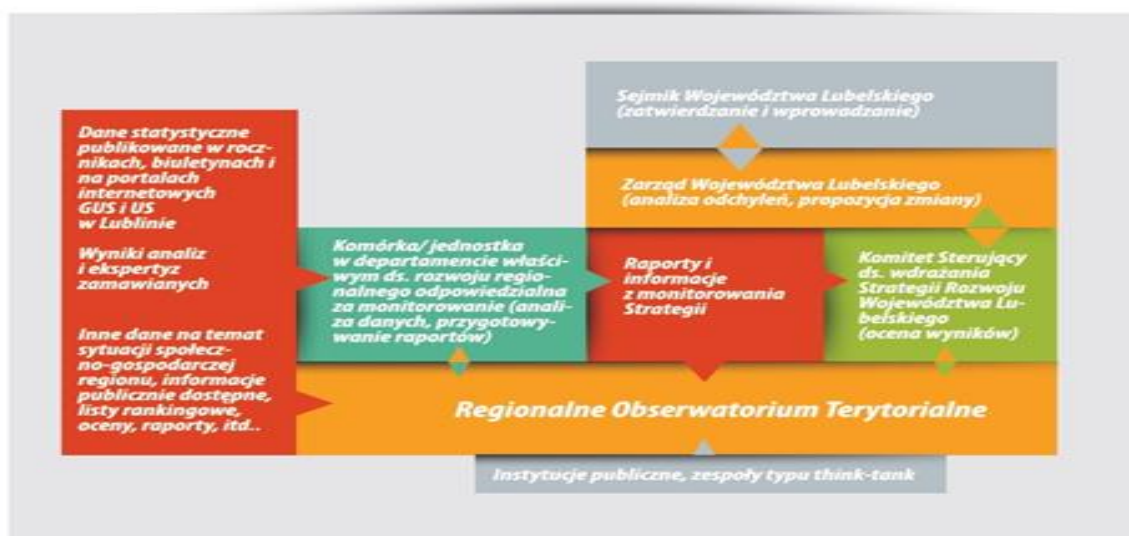 Dane statystyczne
publikowane w rocz-
nikach, biuletynach i
na portalach
internetowych
GUS i US
w Lublinie
Wyniki analiz
i ekspertyz
zamawianych
Inne dane na temat
sytuacji społecz-
no-gospodarczej
regionu, informacje
publicznie dostępne,
listy rankingowe,
oceny, raporty, itd..
Komórka/ jednostka
w departamencie właści-
wym ds. rozwoju regio-
nalnego odpowiedzialna
za monitorowanie (anali-
za danych, przygotowy-
wanie raportów)
Sejmik Województwa Lubelskiego
(zatwierdzanie i wprowadzanie)
Zarząd Województwa Lubelskiego
(analiza odchyleń, propozycja zmiany)
Raporty i
informacje
z monitorowania
Strategii
Komitet Sterujący
ds. wdrażania
Strategii Rozwoju
Województwa Lu-
belskiego
(ocena wyników)
Regionalne Obserwatorium Terytorialne
Instytucje publiczne, zespoły typu think-tank